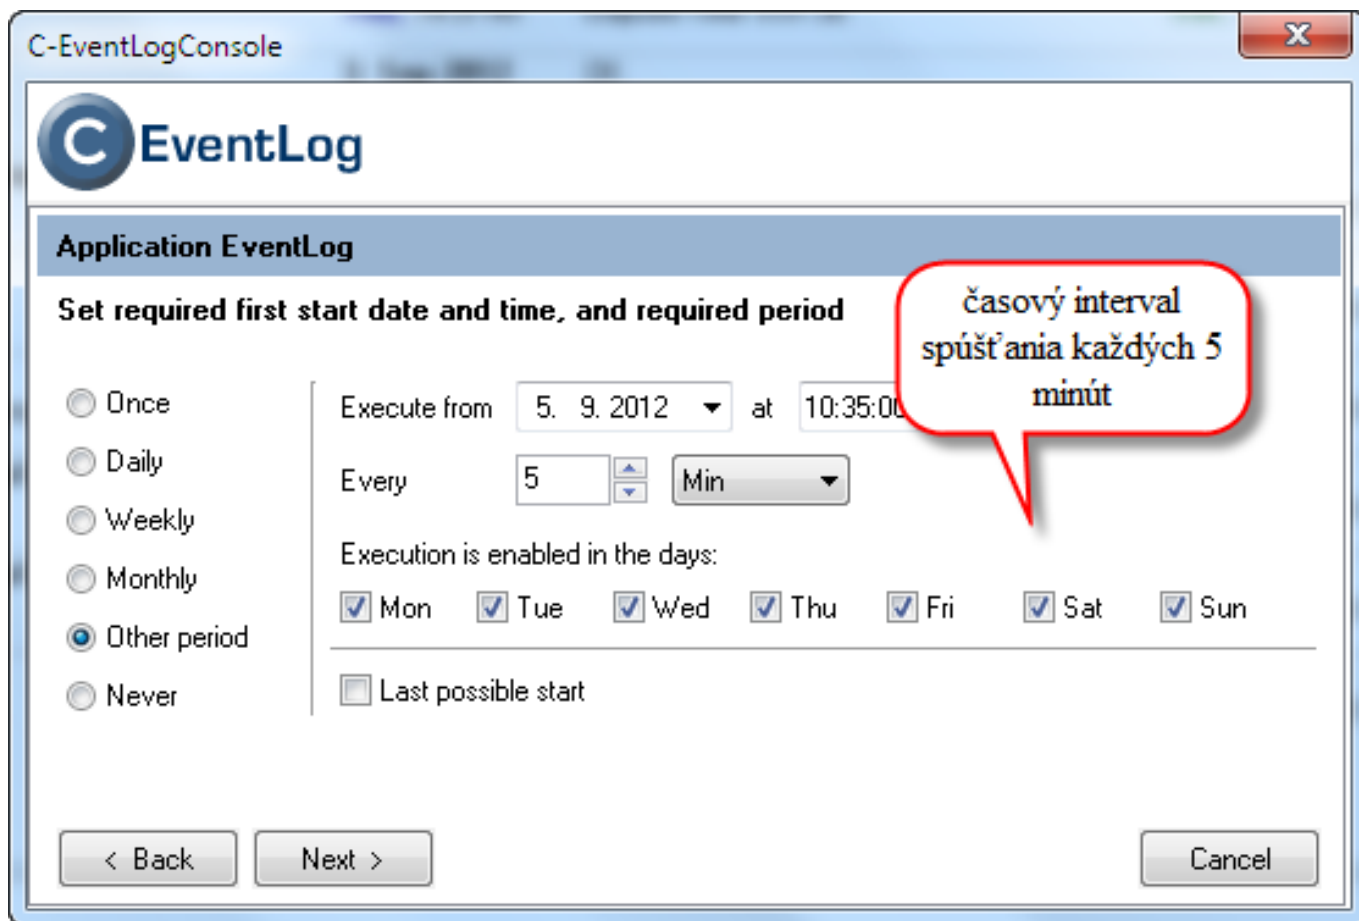 C-EventLogConsole
C EventLog
Application EventLog
Set required first start date and time, and required period
časový interval
spúšťania každých 5
minút
Once
Daily
Weekly
Monthly
Other period
Never
Execute from 5. 9. 2012 at 10:35:00
Every 5 Min
Execution is enabled in the days:
Mon Tue Wed Thu Fri Sat Sun
Last possible start
< Back Next > Cancel